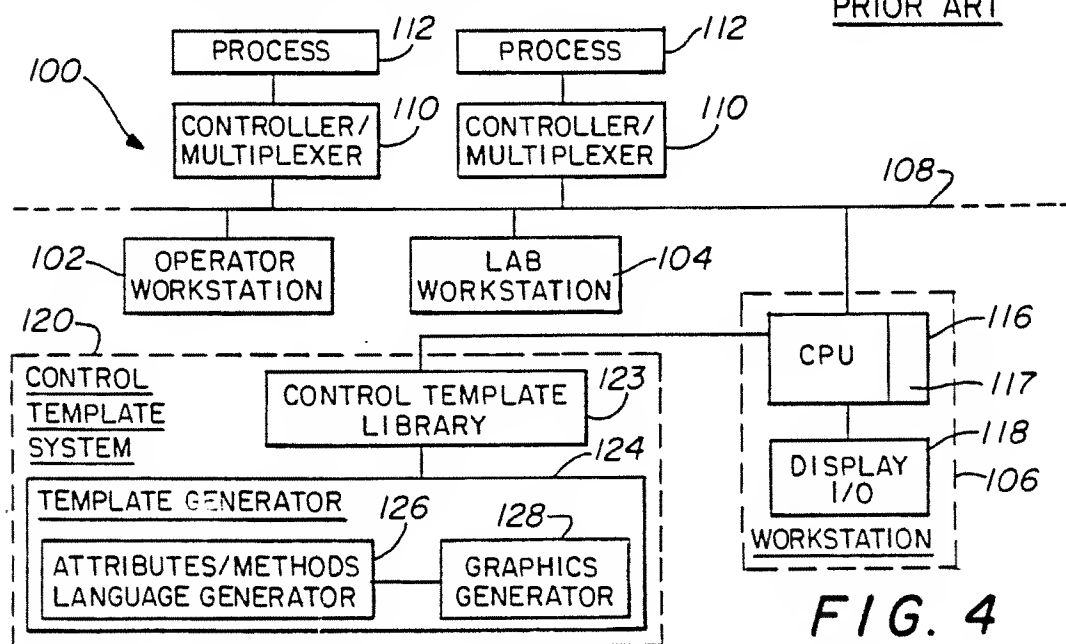 PRIOR ART
112
PROCESS
112
PROCESS
100
110
CONTROLLER/
MULTIPLEXER
110
CONTROLLER/
MULTIPLEXER
108
102
OPERATOR
WORKSTATION
LAB
WORKSTATION
104
120
CONTROL
TEMPLATE
SYSTEM
CONTROL TEMPLATE
LIBRARY
123
CPU
116
117
DISPLAY
I/O
118
106
WORKSTATION
124
TEMPLATE GENERATOR
126
128
ATTRIBUTES/METHODS
LANGUAGE GENERATOR
GRAPHICS
GENERATOR
FIG. 4